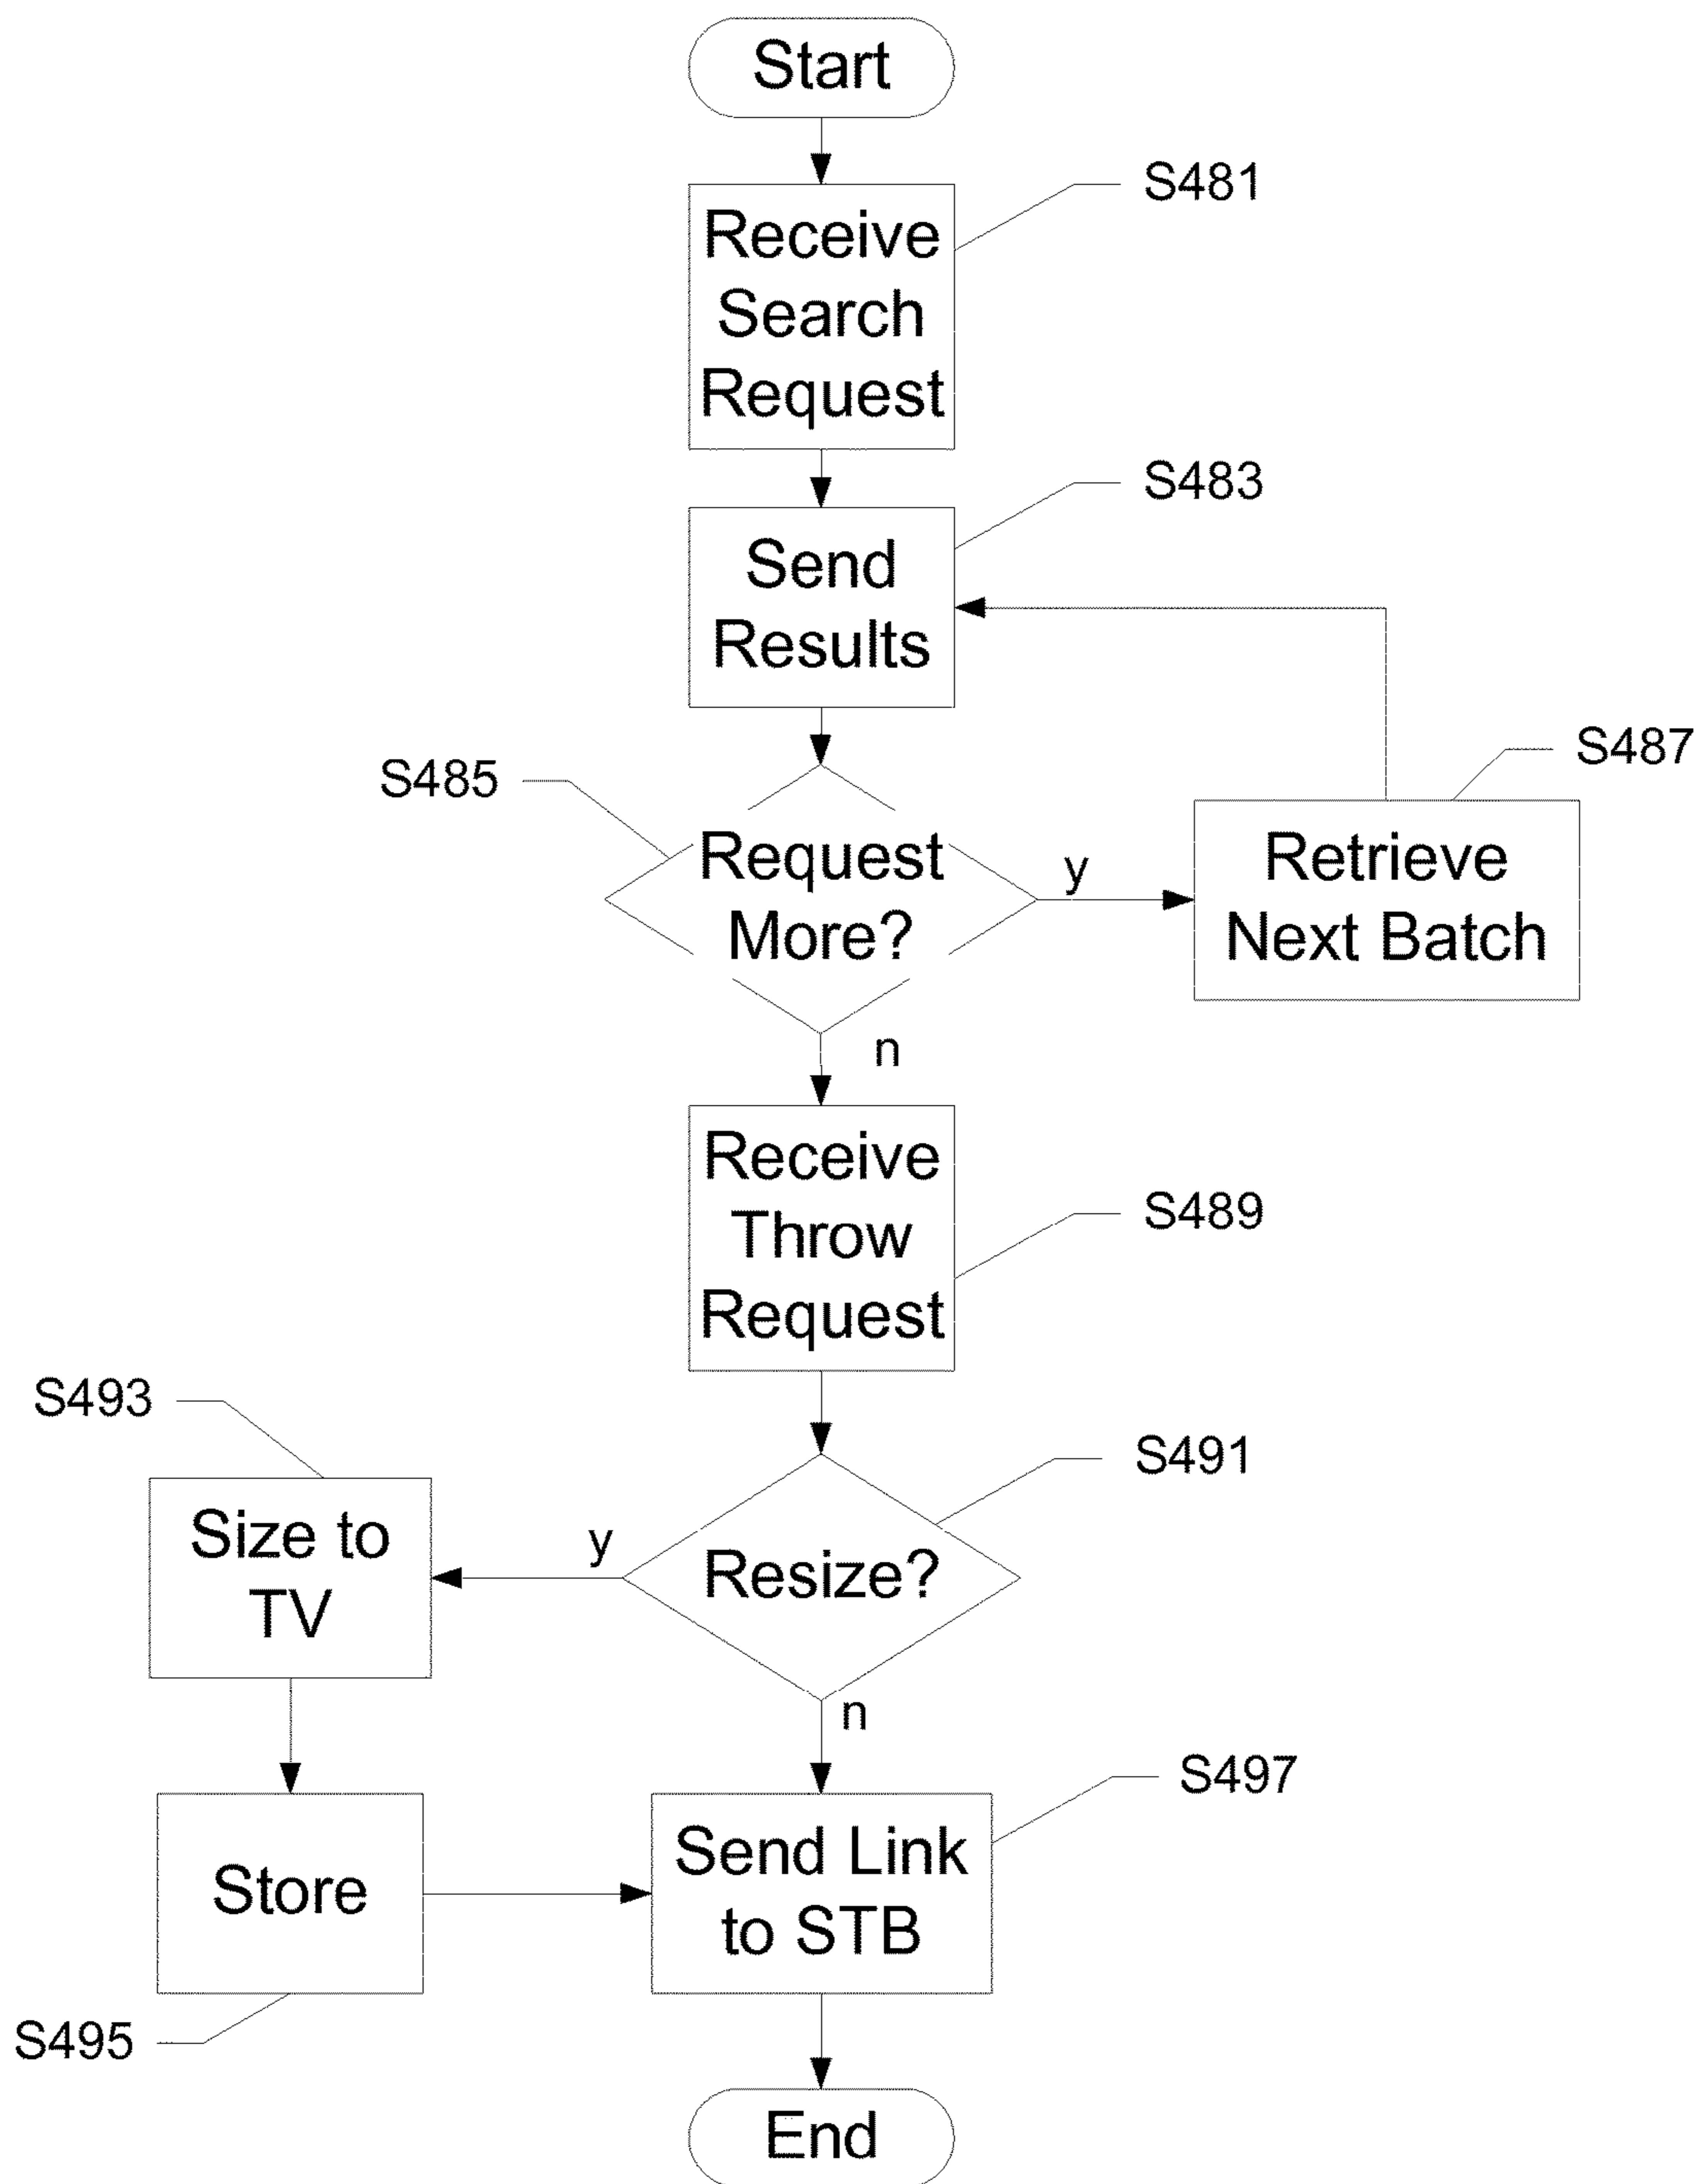 Start
S481
Receive
Search
Request
S483
Send
Results
S487
S485
Request
More?
y
Retrieve
Next Batch
n
Receive
Throw
Request
S489
S493
S491
Size to
TV
y
Resize?
n
S497
Store
Send Link
to STB
S495
End